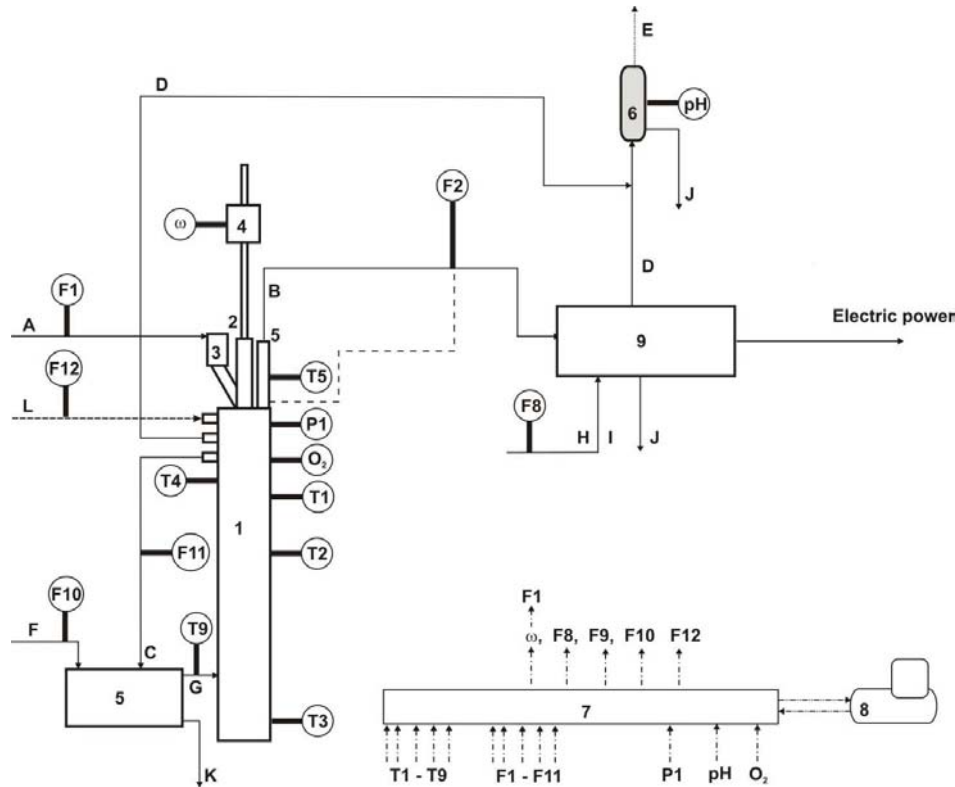 E
D
6
pH
F2
J
ω
4
D
F1
B
A
2
5
Electric power
3
9
F12
T5
L
P1
F8
H
I
J
O₂
T4
T1
1
F11
T2
F10
F1
T9
ω, F8, F9, F10 F12
F
C
G
5
7
8
T3
K
T1 - T9
F1 - F11
P1
pH
O₂